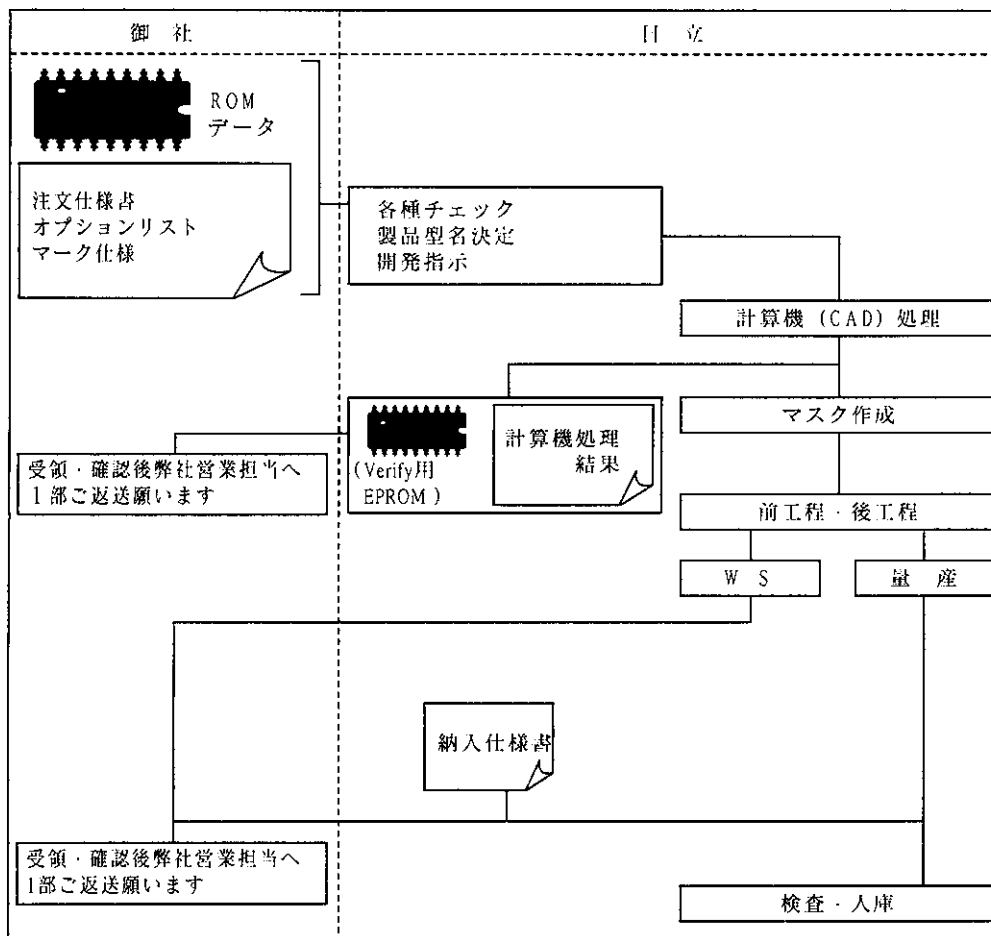 御社
日立
ROM
データ
注文仕様書
オプションリスト
マーク仕様
各種チェック
製品型名決定
開発指示
計算機 (CAD) 処理
マスク作成
計算機処理
結果
(Verify用
EPROM )
受領・確認後弊社営業担当へ
1部ご返送願います
前工程・後工程
WS
量産
納入仕様書
受領・確認後弊社営業担当へ
1部ご返送願います
検査・入庫